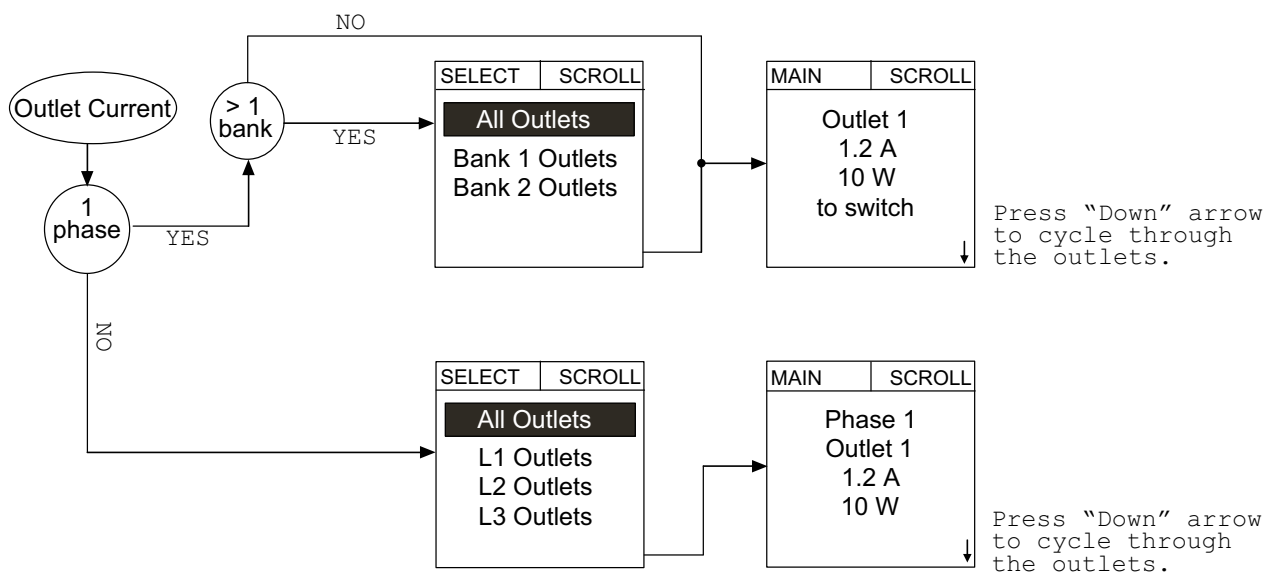 NO
Outlet Current
> 1
bank
YES
1
phase
YES
NO
SELECT SCROLL
All Outlets
Bank 1 Outlets
Bank 2 Outlets
MAIN SCROLL
Outlet 1
1.2 A
10 W
to switch
Press “Down” arrow
to cycle through
the outlets.
SELECT SCROLL
All Outlets
L1 Outlets
L2 Outlets
L3 Outlets
MAIN SCROLL
Phase 1
Outlet 1
1.2 A
10 W
Press “Down” arrow
to cycle through
the outlets.